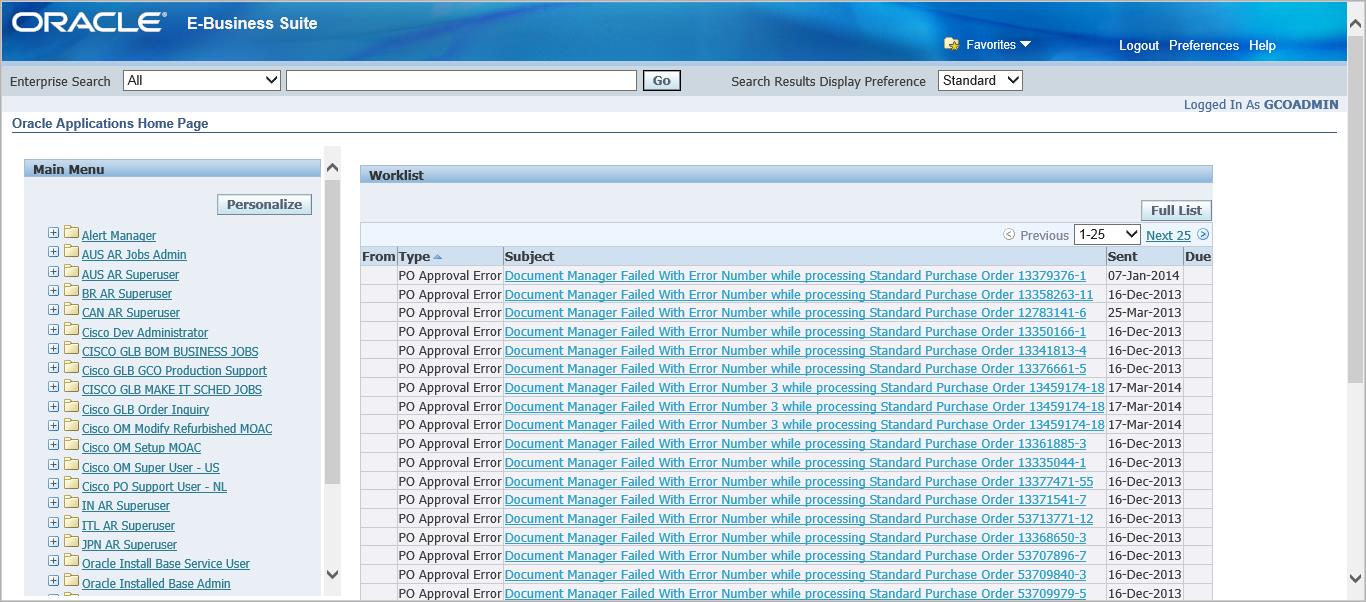 ORACLE® E-Business Suite
Favorites
Logout Preferences Help
Enterprise Search All Go Search Results Display Preference Standard
Logged In As GCOADMIN
Oracle Applications Home Page
Main Menu
Personalize
Alert Manager
AUS AR Jobs Admin
AUS AR Superuser
BR AR Superuser
CAN AR Superuser
Cisco Dev Administrator
CISCO GLB BOM BUSINESS JOBS
Cisco GLB GCO Production Support
CISCO GLB MAKE IT SCHED JOBS
Cisco GLB Order Inquiry
Cisco OM Modify Refurbished MOAC
Cisco OM Setup MOAC
Cisco OM Super User - US
Cisco PO Support User - NL
IN AR Superuser
ITL AR Superuser
JPN AR Superuser
Oracle Install Base Service User
Oracle Installed Base Admin
Worklist
Full List
Previous 1-25 Next 25
From Type Subject Sent Due
PO Approval Error Document Manager Failed With Error Number while processing Standard Purchase Order 13379376-1 07-Jan-2014
PO Approval Error Document Manager Failed With Error Number while processing Standard Purchase Order 13358263-11 16-Dec-2013
PO Approval Error Document Manager Failed With Error Number while processing Standard Purchase Order 12783141-6 25-Mar-2013
PO Approval Error Document Manager Failed With Error Number while processing Standard Purchase Order 13350166-1 16-Dec-2013
PO Approval Error Document Manager Failed With Error Number while processing Standard Purchase Order 13341813-4 16-Dec-2013
PO Approval Error Document Manager Failed With Error Number while processing Standard Purchase Order 13376661-5 16-Dec-2013
PO Approval Error Document Manager Failed With Error Number 3 while processing Standard Purchase Order 13459174-18 17-Mar-2014
PO Approval Error Document Manager Failed With Error Number 3 while processing Standard Purchase Order 13459174-18 17-Mar-2014
PO Approval Error Document Manager Failed With Error Number 3 while processing Standard Purchase Order 13459174-18 17-Mar-2014
PO Approval Error Document Manager Failed With Error Number while processing Standard Purchase Order 13361885-3 16-Dec-2013
PO Approval Error Document Manager Failed With Error Number while processing Standard Purchase Order 13335044-1 16-Dec-2013
PO Approval Error Document Manager Failed With Error Number while processing Standard Purchase Order 13377471-55 16-Dec-2013
PO Approval Error Document Manager Failed With Error Number while processing Standard Purchase Order 13371541-7 16-Dec-2013
PO Approval Error Document Manager Failed With Error Number while processing Standard Purchase Order 53713771-12 16-Dec-2013
PO Approval Error Document Manager Failed With Error Number while processing Standard Purchase Order 13368650-3 16-Dec-2013
PO Approval Error Document Manager Failed With Error Number while processing Standard Purchase Order 53707896-7 16-Dec-2013
PO Approval Error Document Manager Failed With Error Number while processing Standard Purchase Order 53709840-3 16-Dec-2013
PO Approval Error Document Manager Failed With Error Number while processing Standard Purchase Order 53709979-5 16-Dec-2013